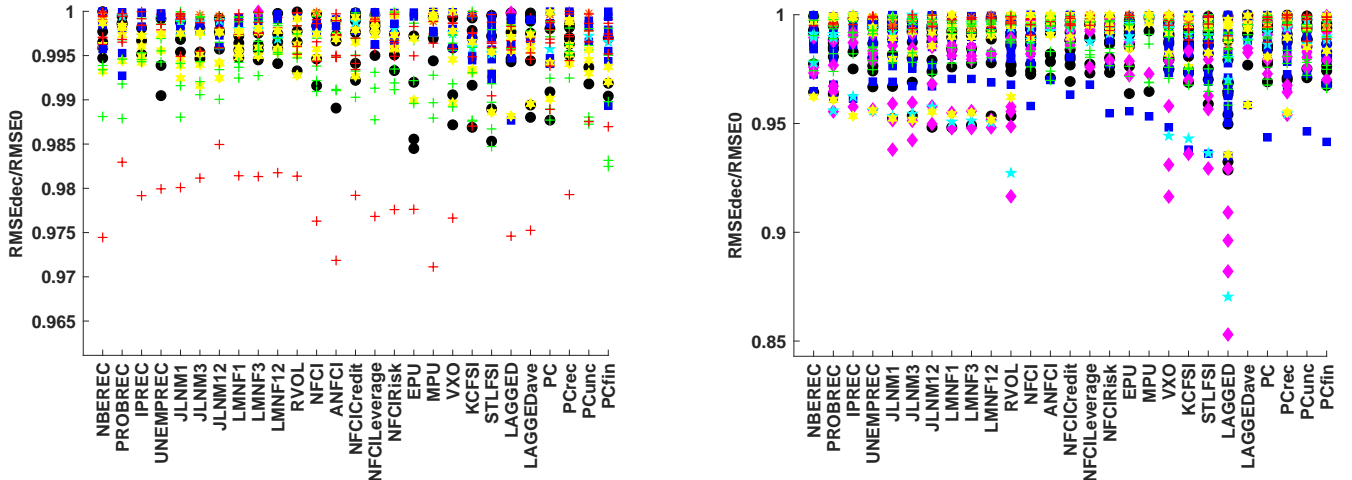 RMSEdec/RMSE0
1
0.995
0.99
0.985
0.98
0.975
0.97
0.965
NBEREC
PROBREC
IPREC
UNEMPREC
JLNM1
JLNM3
JLNM12
LMNF1
LMNF3
LMNF12
RVOL
NFCI
ANFCI
NFCICredit
NFCILeverage
NFCIRisk
EPU
MPU
VXO
KCFSI
STLFSI
LAGGED
LAGGEDave
PC
PCrec
PCunc
PCfin
RMSEdec/RMSE0
1
0.95
0.9
0.85
NBEREC
PROBREC
IPREC
UNEMPREC
JLNM1
JLNM3
JLNM12
LMNF1
LMNF3
LMNF12
RVOL
NFCI
ANFCI
NFCICredit
NFCILeverage
NFCIRisk
EPU
MPU
VXO
KCFSI
STLFSI
LAGGED
LAGGEDave
PC
PCrec
PCunc
PCfin